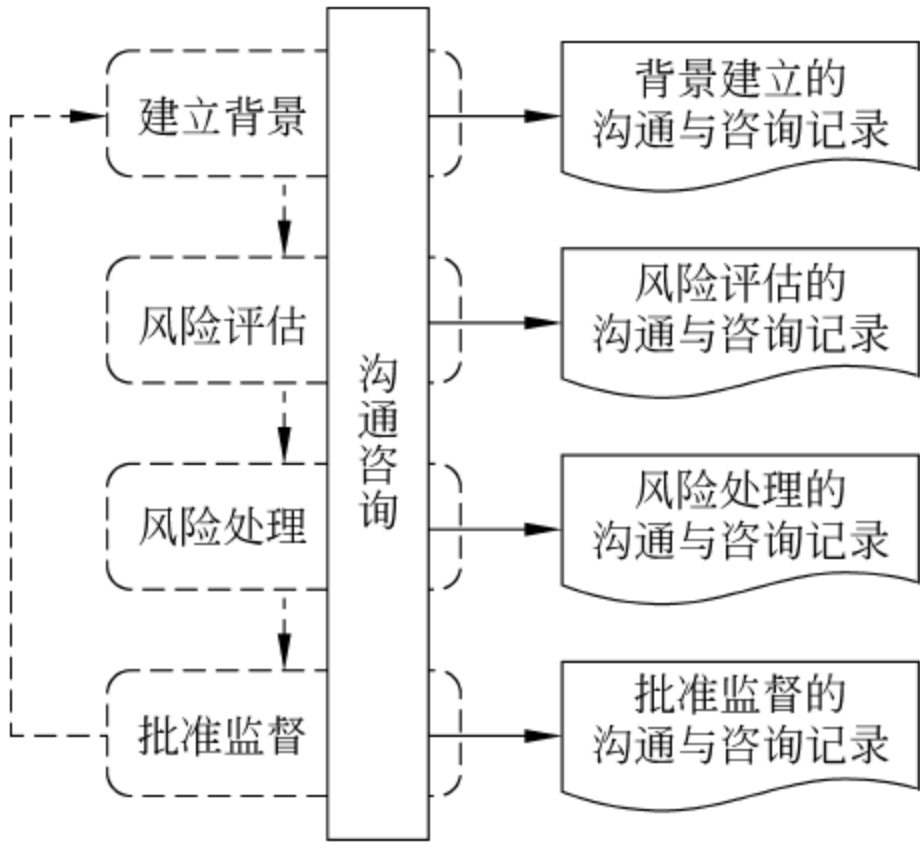 建立背景
背景建立的
沟通与咨询记录
风险评估
风险评估的
沟通与咨询记录
沟通咨询
风险处理
风险处理的
沟通与咨询记录
批准监督
批准监督的
沟通与咨询记录